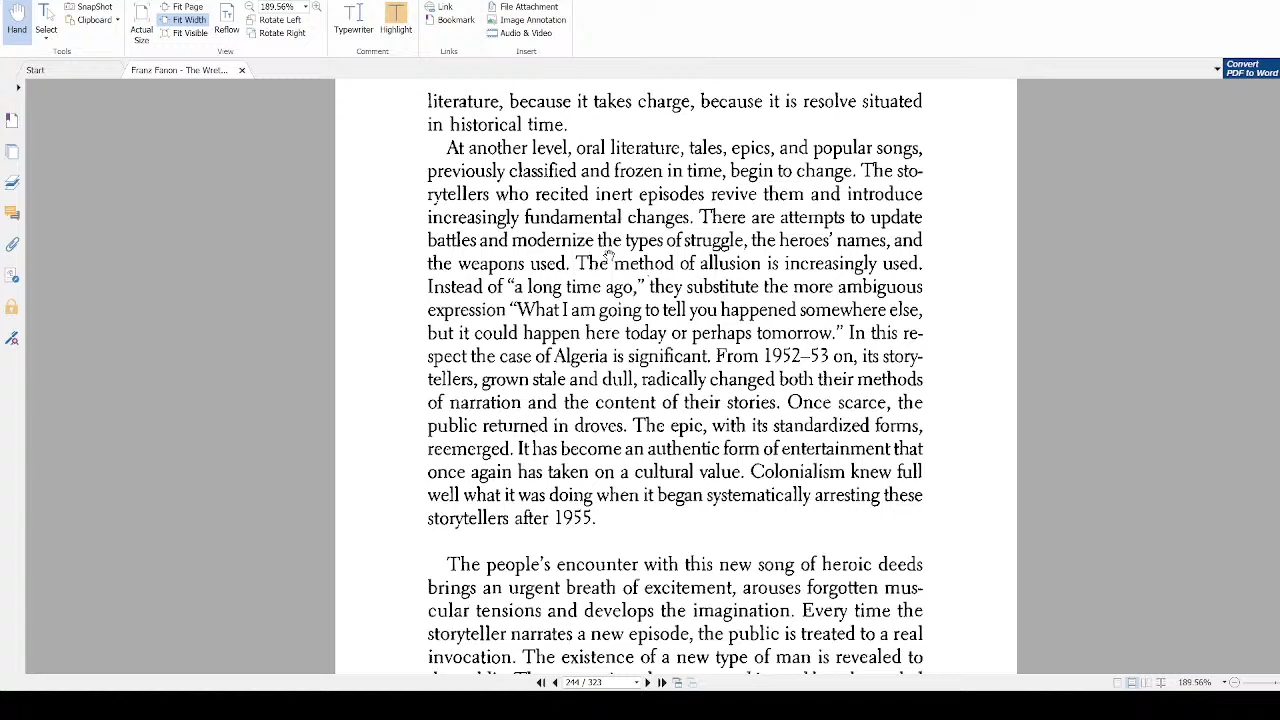 SnapShot
Clipboard
Hand
Select
Tools
Actual Size
Fit Page
Fit Width
Fit Visible
Reflow
189.56%
Rotate Left
Rotate Right
View
Typewriter
Highlight
Comment
Link
Bookmark
Links
File Attachment
Image Annotation
Audio & Video
Insert
Start
Franz Fanon - The Wret...
Convert
PDF to Word
literature, because it takes charge, because it is resolve situated
in historical time.
At another level, oral literature, tales, epics, and popular songs,
previously classified and frozen in time, begin to change. The sto-
rytellers who recited inert episodes revive them and introduce
increasingly fundamental changes. There are attempts to update
battles and modernize the types of struggle, the heroes' names, and
the weapons used. The method of allusion is increasingly used.
Instead of “a long time ago,” they substitute the more ambiguous
expression “What I am going to tell you happened somewhere else,
but it could happen here today or perhaps tomorrow.” In this re-
spect the case of Algeria is significant. From 1952–53 on, its story-
tellers, grown stale and dull, radically changed both their methods
of narration and the content of their stories. Once scarce, the
public returned in droves. The epic, with its standardized forms,
reemerged. It has become an authentic form of entertainment that
once again has taken on a cultural value. Colonialism knew full
well what it was doing when it began systematically arresting these
storytellers after 1955.
The people's encounter with this new song of heroic deeds
brings an urgent breath of excitement, arouses forgotten mus-
cular tensions and develops the imagination. Every time the
storyteller narrates a new episode, the public is treated to a real
invocation. The existence of a new type of man is revealed to
244 / 323
189.56%